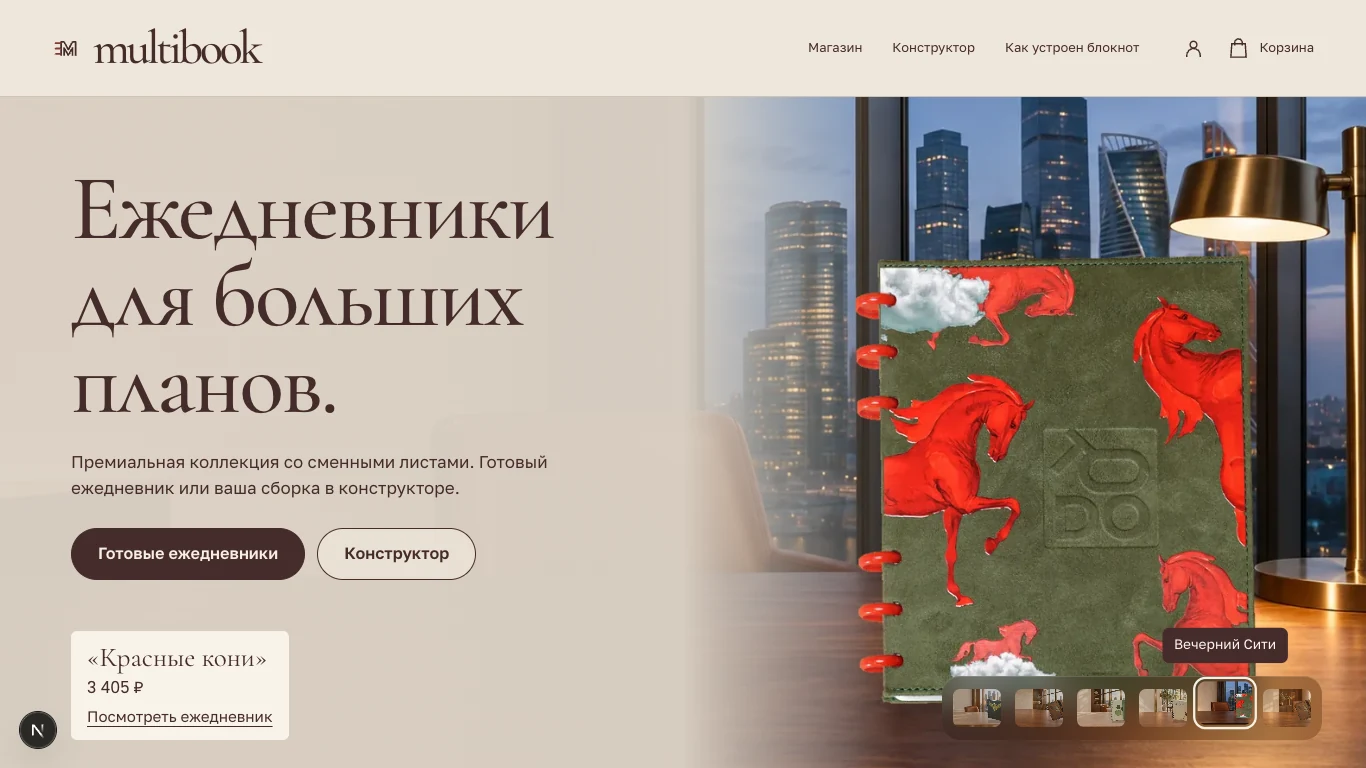 multibook
Магазин
Конструктор
Как устроен блокнот
Корзина
Ежедневники
для больших
планов.
Премиальная коллекция со сменными листами. Готовый
ежедневник или ваша сборка в конструкторе.
Готовые ежедневники
Конструктор
«Красные кони»
3 405 ₽
Посмотреть ежедневник
Вечерний Сити
N